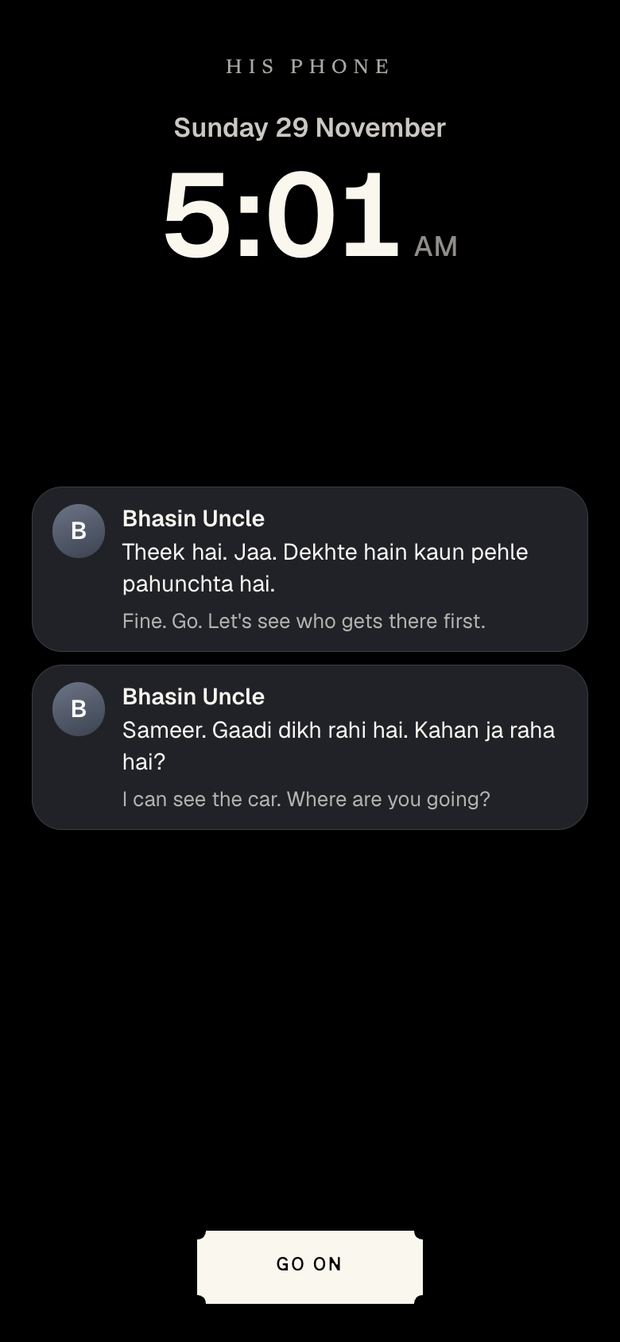 HIS PHONE
Sunday 29 November
5:01 AM
B
Bhasin Uncle
Theek hai. Jaa. Dekhte hain kaun pehle
pahunchta hai.
Fine. Go. Let's see who gets there first.
B
Bhasin Uncle
Sameer. Gaadi dikh rahi hai. Kahan ja raha
hai?
I can see the car. Where are you going?
GO ON